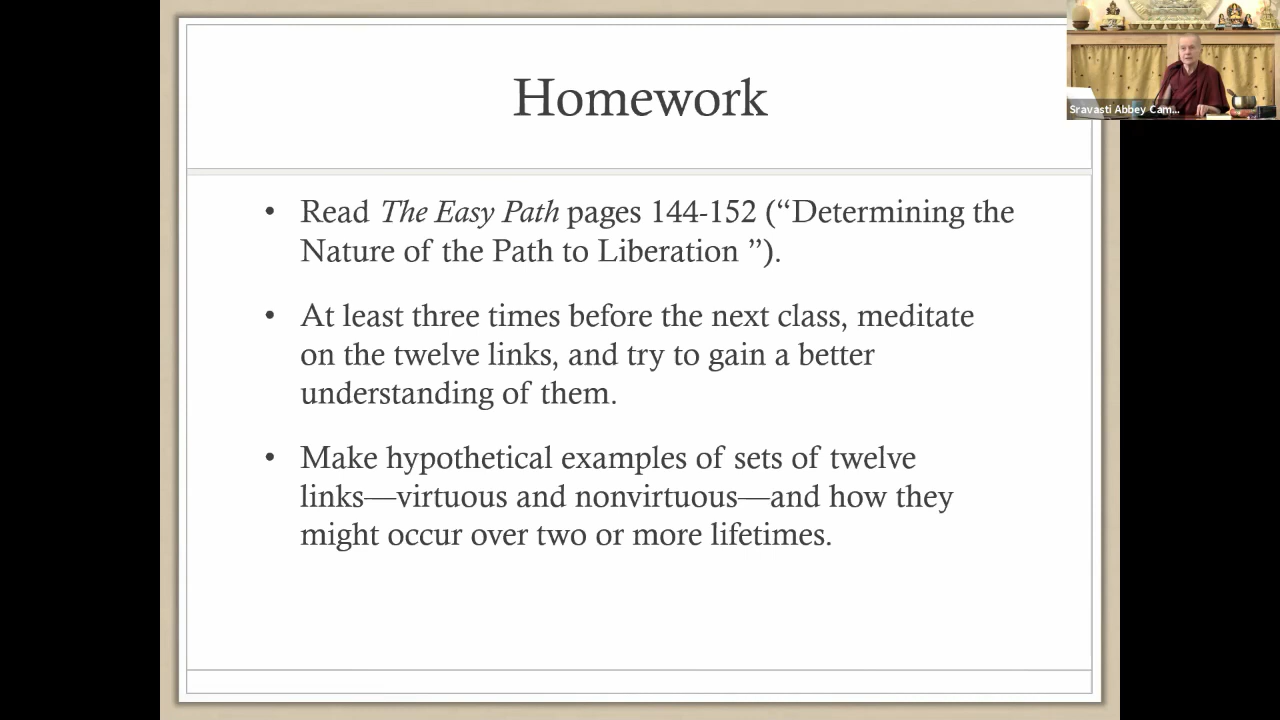 Homework
Sravasti Abbey Cam...
• Read The Easy Path pages 144-152 (“Determining the
Nature of the Path to Liberation ”).
• At least three times before the next class, meditate
on the twelve links, and try to gain a better
understanding of them.
• Make hypothetical examples of sets of twelve
links—virtuous and nonvirtuous—and how they
might occur over two or more lifetimes.